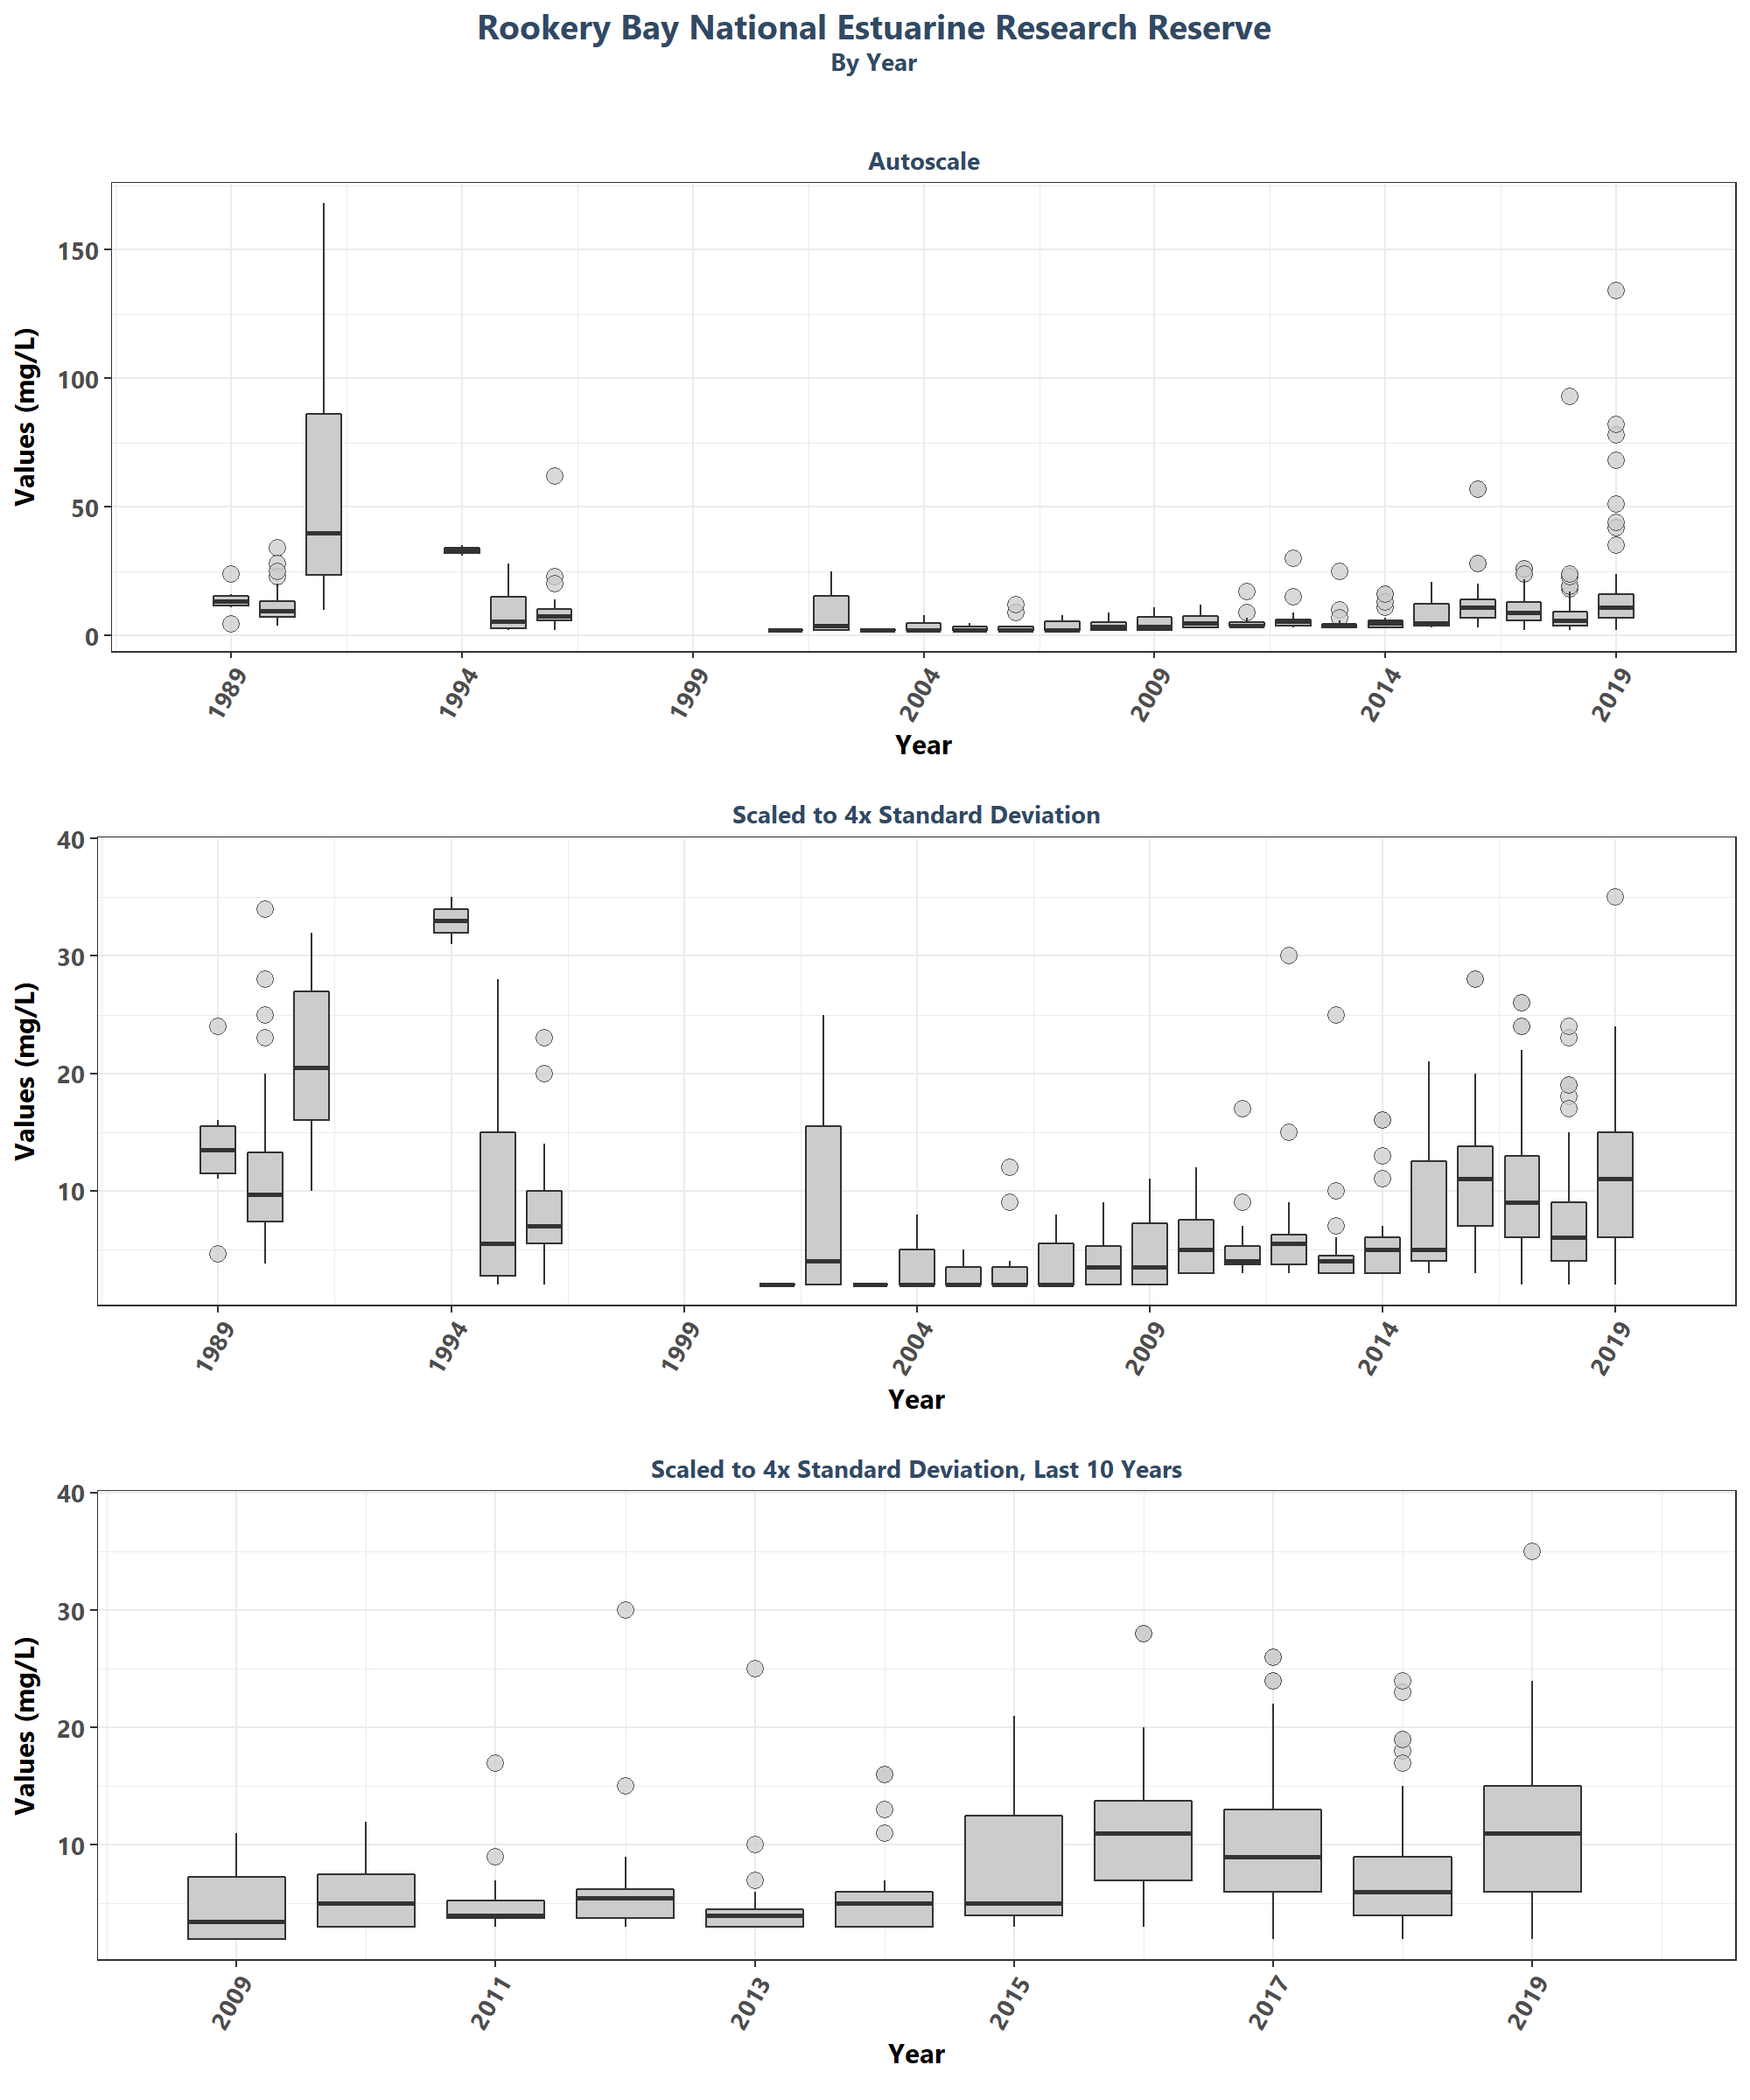 Rookery Bay National Estuarine Research Reserve
By Year
Autoscale
Values (mg/L)
150
100
50
0
1989 1994 1999 2004 2009 2014 2019
Year
Scaled to 4x Standard Deviation
Values (mg/L)
40
30
20
10
1989 1994 1999 2004 2009 2014 2019
Year
Scaled to 4x Standard Deviation, Last 10 Years
Values (mg/L)
40
30
20
10
2009 2011 2013 2015 2017 2019
Year